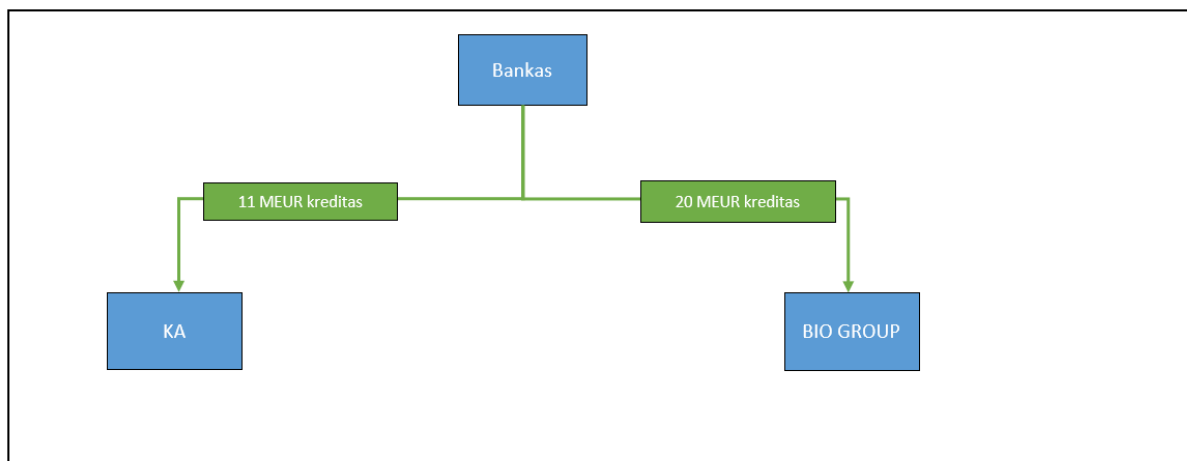 Bankas
11 MEUR kreditas
20 MEUR kreditas
KA
BIO GROUP